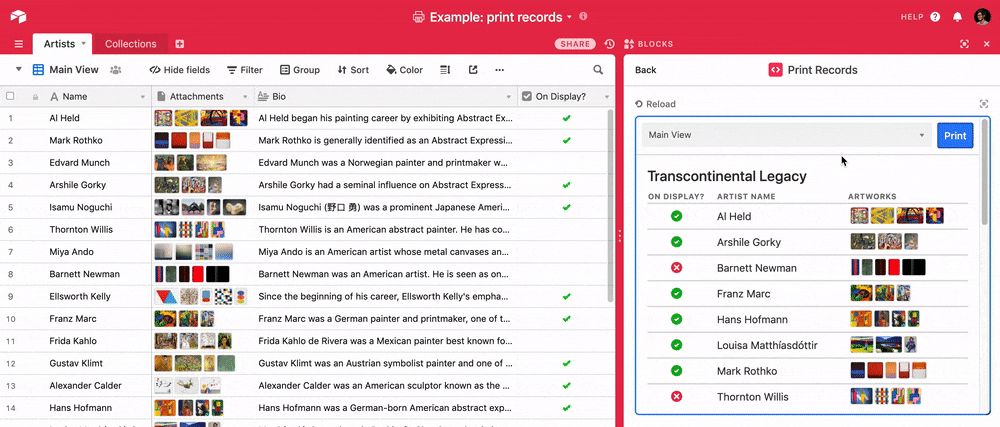 Example: print records
HELP
Artists
Collections
SHARE
BLOCKS
Main View
Hide fields
Filter
Group
Sort
Color
Name
Attachments
Bio
On Display?
1 Al Held Al Held began his painting career by exhibiting Abstract Ex...
2 Mark Rothko Mark Rothko is generally identified as an Abstract Expressi...
3 Edvard Munch Edvard Munch was a Norwegian painter and printmaker w...
4 Arshile Gorky Arshile Gorky had a seminal influence on Abstract Express...
5 Isamu Noguchi Isamu Noguchi (野口 勇) was a prominent Japanese Ameri...
6 Thornton Willis Thornton Willis is an American abstract painter. He has co...
7 Miya Ando Miya Ando is an American artist whose metal canvases an...
8 Barnett Newman Barnett Newman was an American artist. He is seen as on...
9 Ellsworth Kelly Since the beginning of his career, Ellsworth Kelly's empha...
10 Franz Marc Franz Marc was a German painter and printmaker, one of t...
11 Frida Kahlo Frida Kahlo de Rivera was a Mexican painter best known f...
12 Gustav Klimt Gustav Klimt was an Austrian symbolist painter and one of...
13 Alexander Calder Alexander Calder was an American sculptor known as the ...
14 Hans Hofmann Hans Hofmann was a German-born American abstract exp...
Back
Print Records
Reload
Main View
Print
Transcontinental Legacy
ON DISPLAY? ARTIST NAME ARTWORKS
Al Held
Arshile Gorky
Barnett Newman
Franz Marc
Hans Hofmann
Louisa Matthíasdóttir
Mark Rothko
Thornton Willis